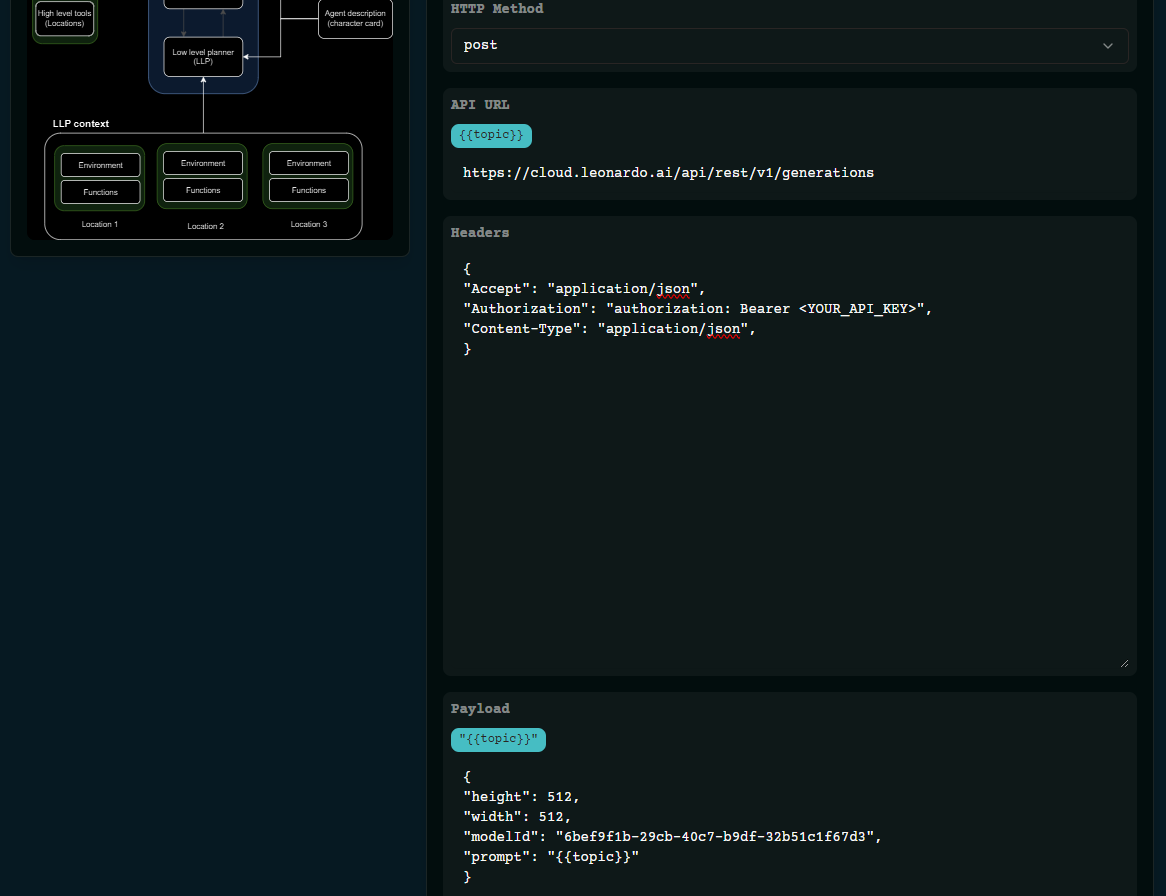 High level tools
(Locations)
Agent description
(character card)
Low level planner
(LLP)
LLP context
Environment
Functions
Location 1
Environment
Functions
Location 2
Environment
Functions
Location 3
HTTP Method
post
API URL
{{topic}}
https://cloud.leonardo.ai/api/rest/v1/generations
Headers
{
"Accept": "application/json",
"Authorization": "authorization: Bearer <YOUR_API_KEY>",
"Content-Type": "application/json",
}
Payload
"{{topic}}"
{
"height": 512,
"width": 512,
"modelId": "6bef9f1b-29cb-40c7-b9df-32b51c1f67d3",
"prompt": "{{topic}}"
}